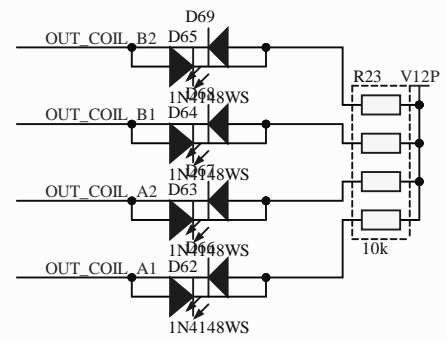 D69
OUT_COIL_B2 D65
R23 V12P
1N4148WS
D68
OUT_COIL_B1 D64
1N4148WS
D67
OUT_COIL_A2 D63
1N4148WS
D66
10k
OUT_COIL_A1 D62
1N4148WS